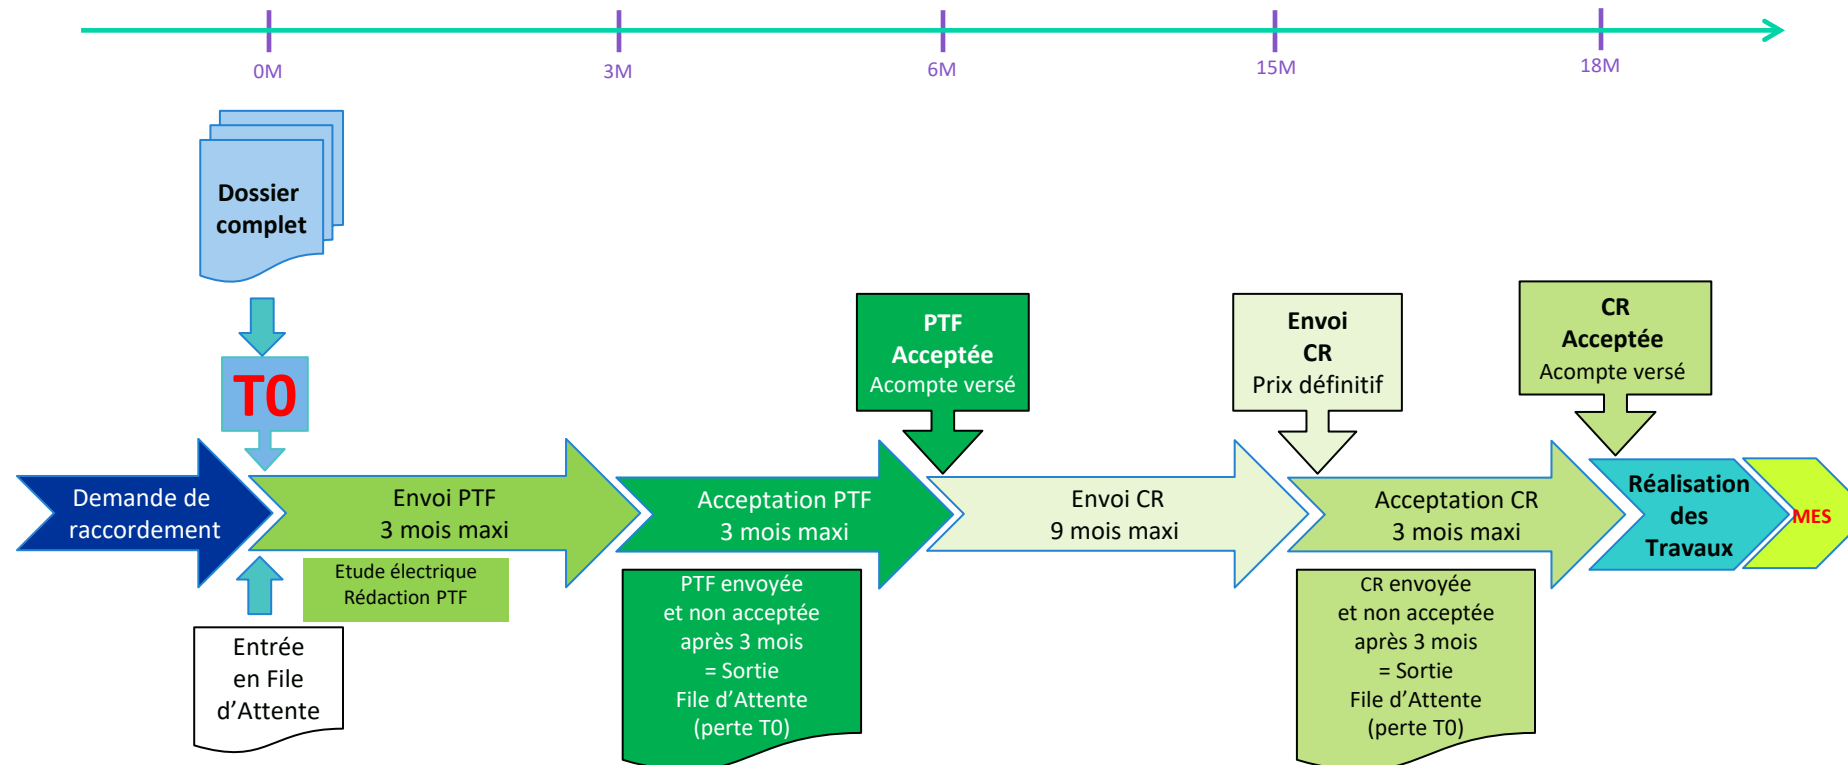 0M
3M
6M
15M
18M
Dossier
complet
T0
PTF
Acceptée
Acompte versé
Envoi
CR
Prix définitif
CR
Acceptée
Acompte versé
Demande de
raccordement
Envoi PTF
3 mois maxi
Acceptation PTF
3 mois maxi
Envoi CR
9 mois maxi
Acceptation CR
3 mois maxi
Réalisation
des
Travaux
MES
Etude électrique
Rédaction PTF
Entrée
en File
d’Attente
PTF envoyée
et non acceptée
après 3 mois
= Sortie
File d’Attente
(perte T0)
CR envoyée
et non acceptée
après 3 mois
= Sortie
File d’Attente
(perte T0)